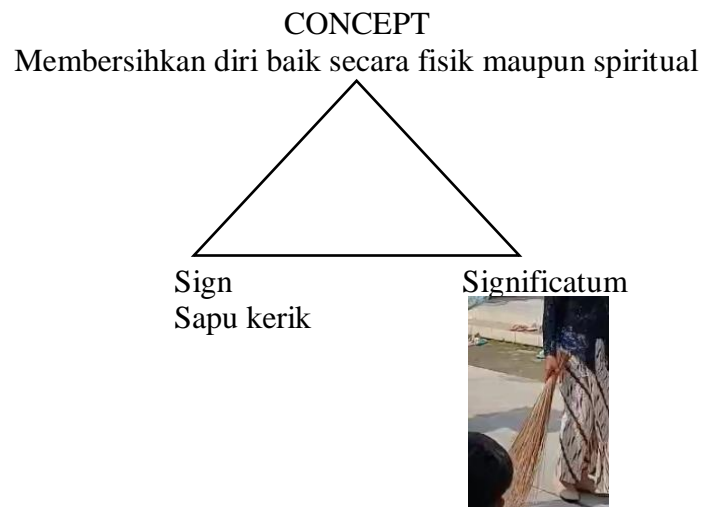 CONCEPT
Membersihkan diri baik secara fisik maupun spiritual
Sign
Significatum
Sapu kerik